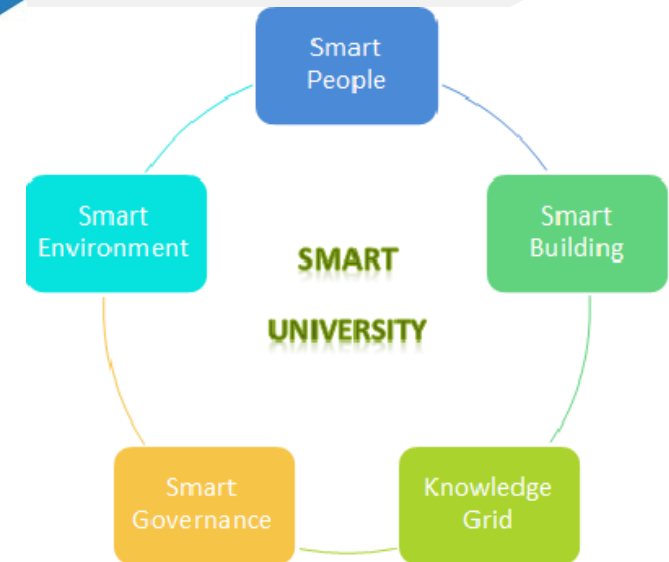 Smart
People
Smart
Environment
Smart
Building
SMART
UNIVERSITY
Smart
Governance
Knowledge
Grid